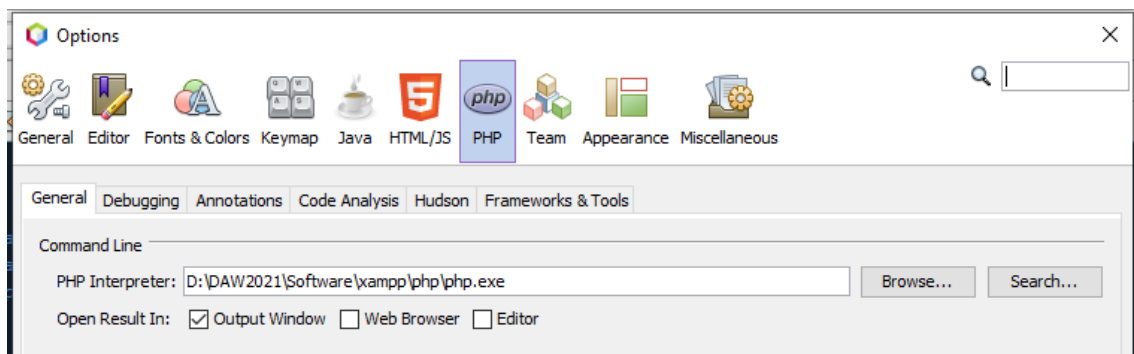 Options
php
General Editor Fonts & Colors Keymap Java HTML/JS PHP Team Appearance Miscellaneous
General Debugging Annotations Code Analysis Hudson Frameworks & Tools
Command Line
PHP Interpreter: D:\DAW2021\Software\xampp\php\php.exe Browse... Search...
Open Result In: Output Window Web Browser Editor